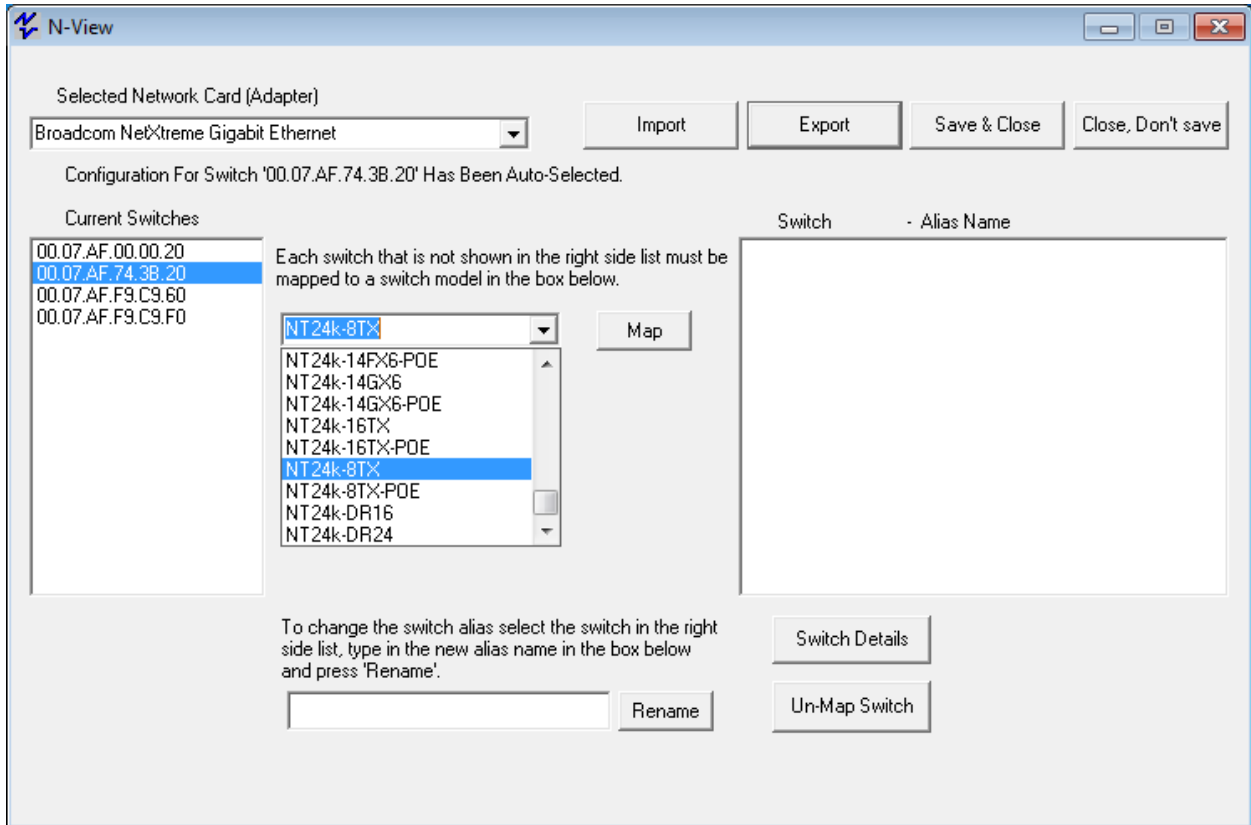 N-View
Selected Network Card (Adapter)
Broadcom NetXtreme Gigabit Ethernet
Import
Export
Save & Close
Close, Don't save
Configuration For Switch '00.07.AF.74.3B.20' Has Been Auto-Selected.
Current Switches
00.07.AF.00.00.20
00.07.AF.74.3B.20
00.07.AF.F9.C9.60
00.07.AF.F9.C9.F0
Each switch that is not shown in the right side list must be
mapped to a switch model in the box below.
NT24k-8TX
Map
NT24k-14FX6-POE
NT24k-14GX6
NT24k-14GX6-POE
NT24k-16TX
NT24k-16TX-POE
NT24k-8TX
NT24k-8TX-POE
NT24k-DR16
NT24k-DR24
Switch - Alias Name
To change the switch alias select the switch in the right
side list, type in the new alias name in the box below
and press 'Rename'.
Rename
Switch Details
Un-Map Switch